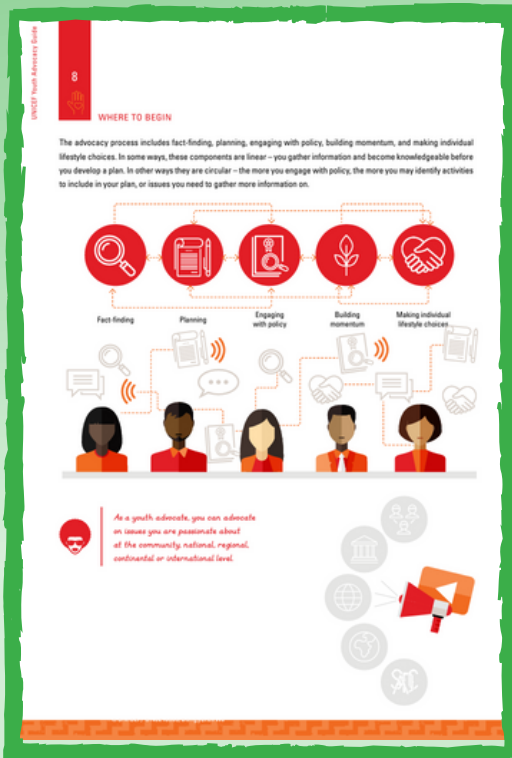 UNICEF Youth Advocacy Guide
8
WHERE TO BEGIN
The advocacy process includes fact-finding, planning, engaging with policy, building momentum, and making individual
lifestyle choices. In some ways, these components are linear – you gather information and become knowledgeable before
you develop a plan. In other ways they are circular – the more you engage with policy, the more you may identify activities
to include in your plan, or issues you need to gather more information on.
Fact-finding
Planning
Engaging
with policy
Building
momentum
Making individual
lifestyle choices
As a youth advocate, you can advocate
on issues you are passionate about
at the community, national, regional,
continental or international level.